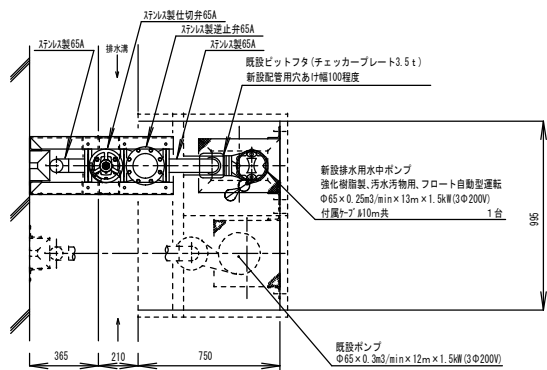 ステンレス製仕切弁65A
ステンレス製逆止弁65A
ステンレス製65A
排水溝
ステンレス製65A
既設ピットフタ(チェッカープレート3.5t)
新設配管用穴あけ幅100程度
新設排水用水中ポンプ
強化樹脂製、汚水汚物用、フロート自動型運転
Φ65×0.25m3/min×13m×1.5kW(3Φ200V)
付属ケーブル10m共 1台
995
既設ポンプ
Φ65×0.3m3/min×12m×1.5kW(3Φ200V)
365
210
750